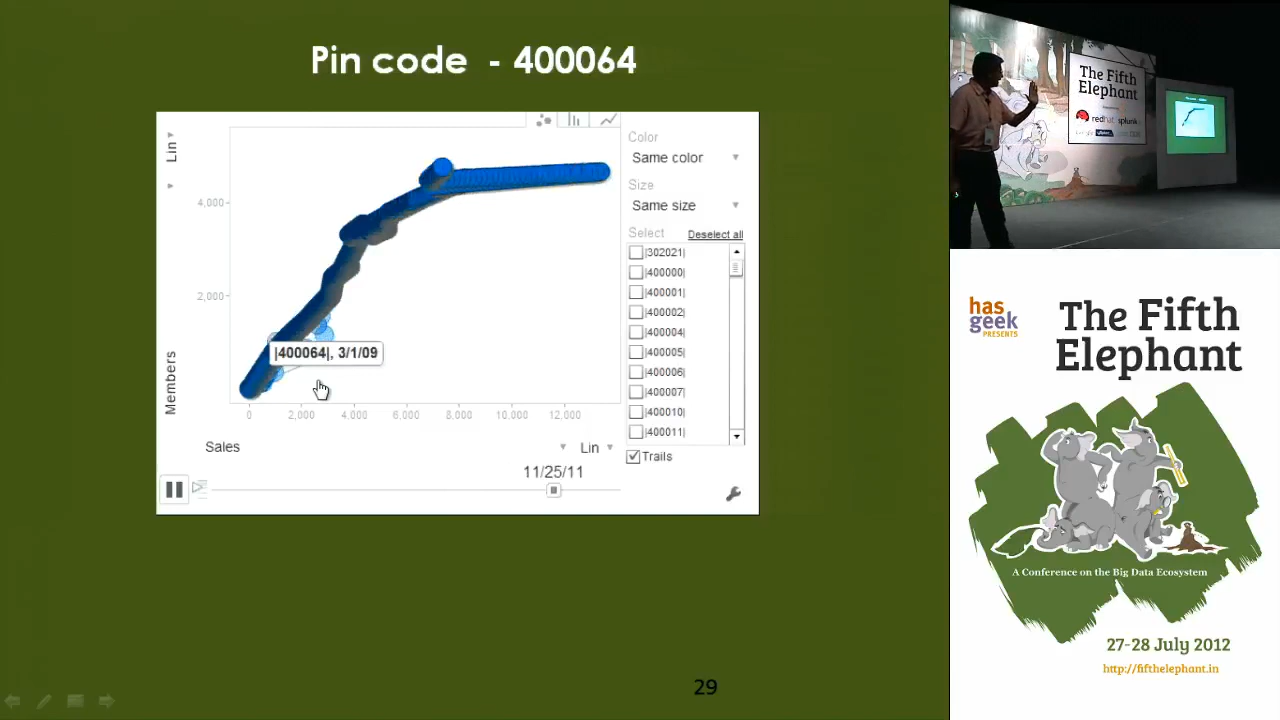 Pin code - 400064
Lin
Members
4,000
2,000
|400064|, 3/1/09
0
2,000
4,000
6,000
8,000
10,000
12,000
Sales
Lin
11/25/11
Color
Same color
Size
Same size
Select
Deselect all
|302021|
|400000|
|400001|
|400002|
|400004|
|400005|
|400006|
|400007|
|400010|
|400011|
Trails
29
The Fifth
Elephant
redhat
splunk
has
geek
PRESENTS
The Fifth
Elephant
A Conference on the Big Data Ecosystem
27-28 July 2012
http://fifthelephant.in